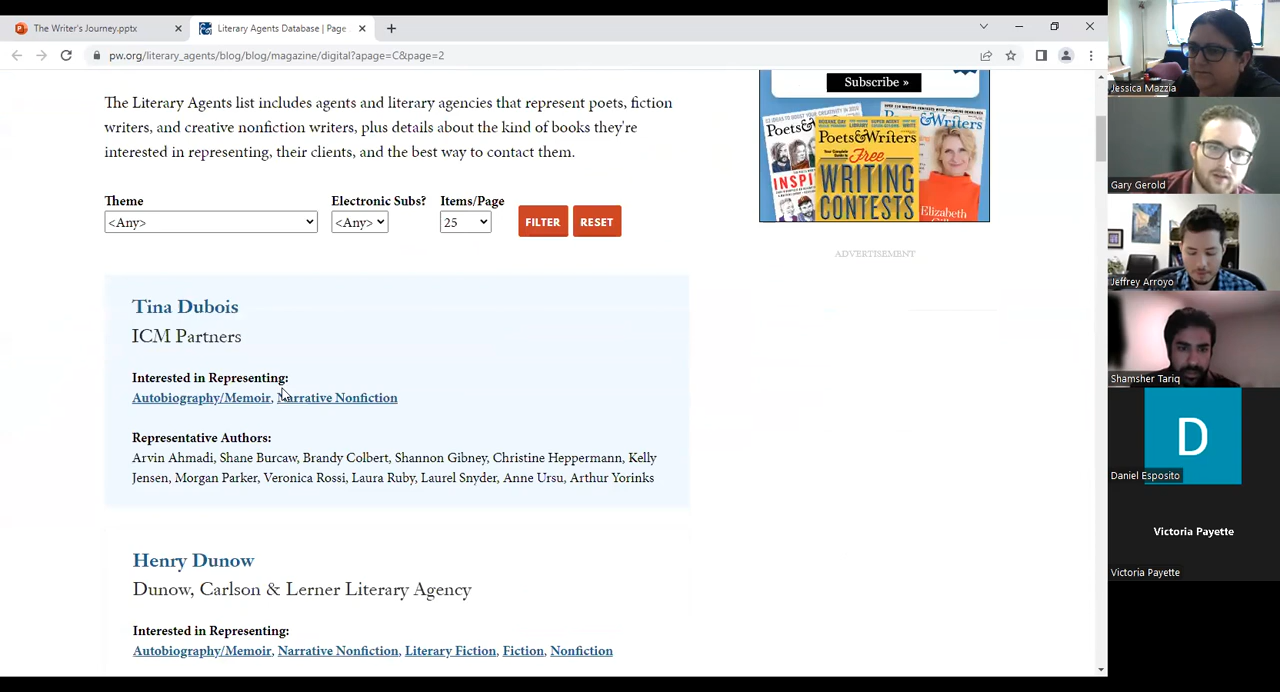 The Writer's Journey.pptx
Literary Agents Database | Page
pw.org/literary_agents/blog/blog/magazine/digital?apage=C&page=2
The Literary Agents list includes agents and literary agencies that represent poets, fiction
writers, and creative nonfiction writers, plus details about the kind of books they're
interested in representing, their clients, and the best way to contact them.
Theme
Electronic Subs?
Items/Page
<Any>
<Any>
25
FILTER
RESET
Tina Dubois
ICM Partners
Interested in Representing:
Autobiography/Memoir, Narrative Nonfiction
Representative Authors:
Arvin Ahmadi, Shane Burcaw, Brandy Colbert, Shannon Gibney, Christine Heppermann, Kelly
Jensen, Morgan Parker, Veronica Rossi, Laura Ruby, Laurel Snyder, Anne Ursu, Arthur Yorinks
Henry Dunow
Dunow, Carlson & Lerner Literary Agency
Interested in Representing:
Autobiography/Memoir, Narrative Nonfiction, Literary Fiction, Fiction, Nonfiction
Subscribe »
Poets&Writers
Free
WRITING
CONTESTS
INSPI
Elizabeth
ADVERTISEMENT
Jessica Mazzia
Gary Gerold
Jeffrey Arroyo
Shamsher Tariq
D
Daniel Esposito
Victoria Payette
Victoria Payette